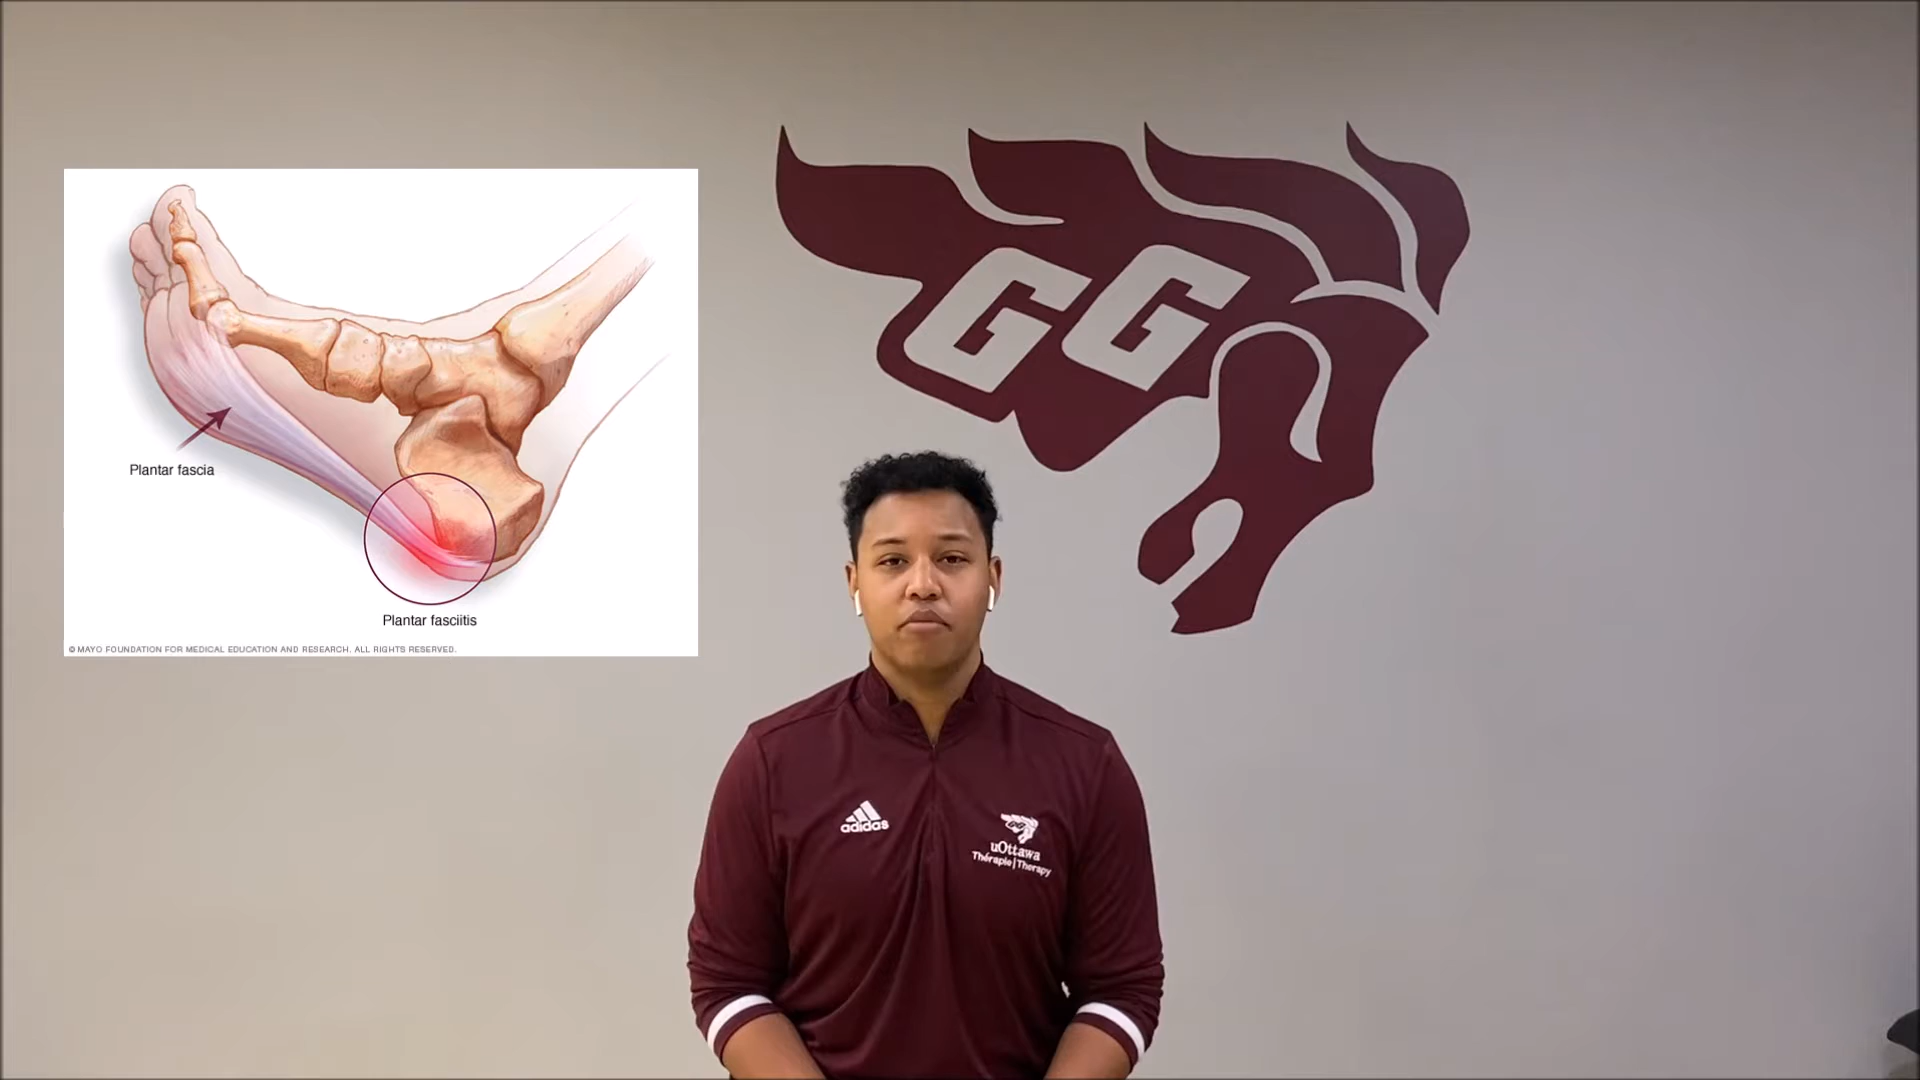 Plantar fascia
Plantar fasciitis
© MAYO FOUNDATION FOR MEDICAL EDUCATION AND RESEARCH. ALL RIGHTS RESERVED.
GG
adidas
GG
uOttawa
Thérapie|Therapy